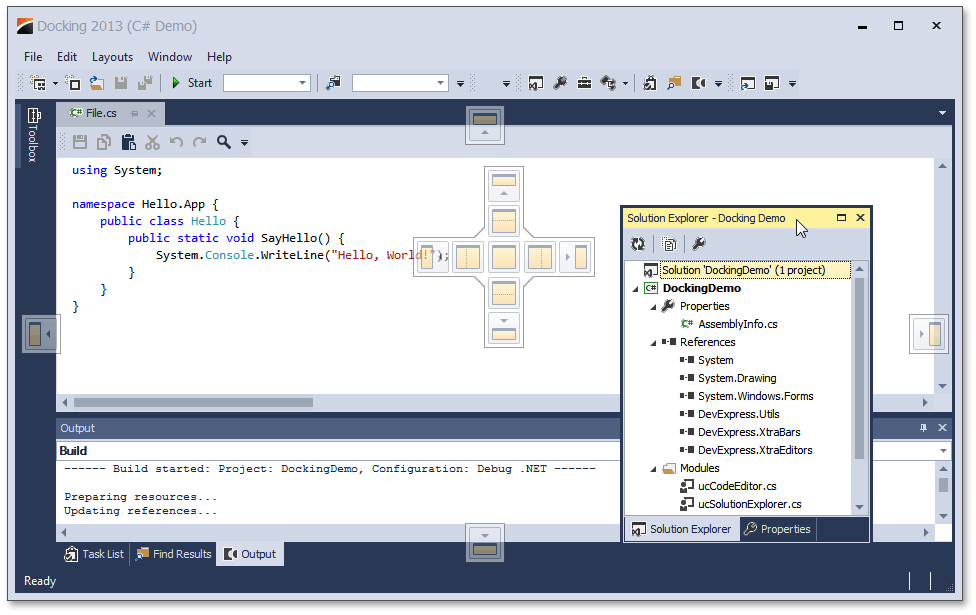 Docking 2013 (C# Demo)
File Edit Layouts Window Help
Start
Toolbox
C# File.cs
using System;
namespace Hello.App {
public class Hello {
public static void SayHello() {
System.Console.WriteLine("Hello, World!");
}
}
}
Solution Explorer - Docking Demo
Solution 'DockingDemo' (1 project)
C# DockingDemo
Properties
C# AssemblyInfo.cs
References
System
System.Drawing
System.Windows.Forms
DevExpress.Utils
DevExpress.XtraBars
DevExpress.XtraEditors
Modules
ucCodeEditor.cs
ucSolutionExplorer.cs
Solution Explorer Properties
Output
Build
------ Build started: Project: DockingDemo, Configuration: Debug .NET ------
Preparing resources...
Updating references...
Task List Find Results Output
Ready